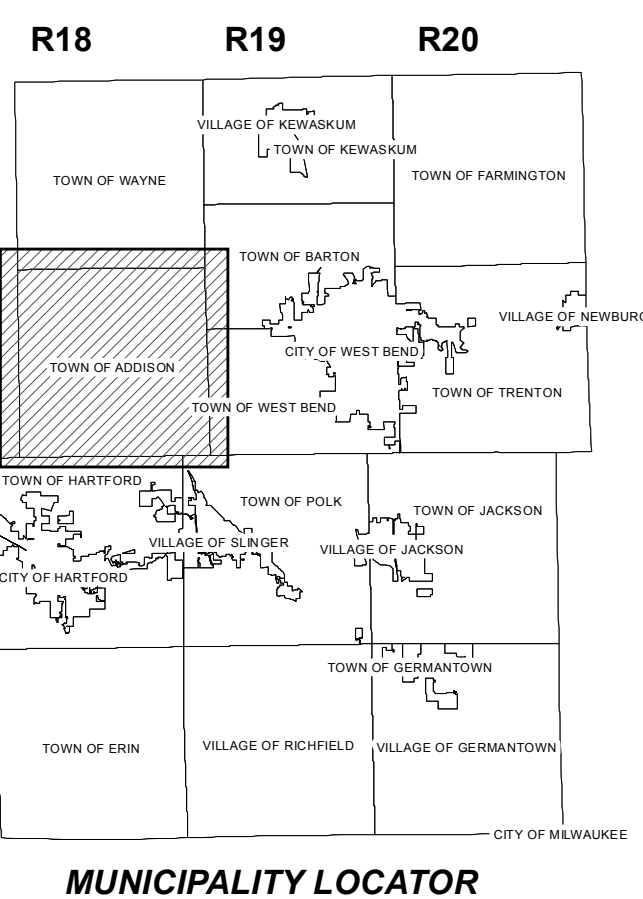 R18 R19 R20
VILLAGE OF KEWASKUM
TOWN OF KEWASKUM
TOWN OF WAYNE
TOWN OF FARMINGTON
TOWN OF BARTON
VILLAGE OF NEWBURG
CITY OF WEST BEND
TOWN OF ADDISON
TOWN OF TRENTON
TOWN OF WEST BEND
TOWN OF HARTFORD
TOWN OF POLK
TOWN OF JACKSON
VILLAGE OF SLINGER
VILLAGE OF JACKSON
CITY OF HARTFORD
TOWN OF GERMANTOWN
TOWN OF ERIN
VILLAGE OF RICHFIELD
VILLAGE OF GERMANTOWN
CITY OF MILWAUKEE
MUNICIPALITY LOCATOR